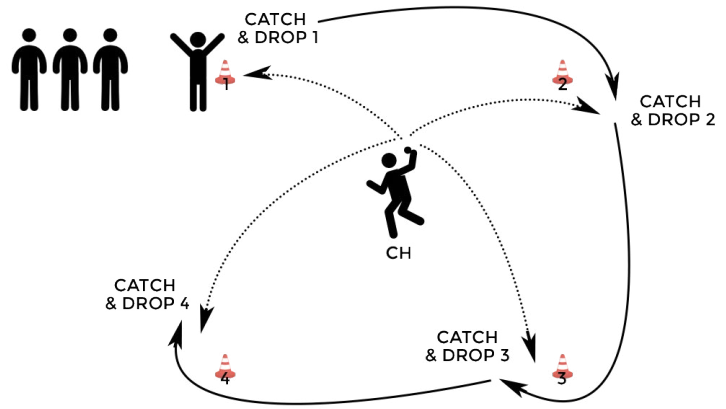 CATCH
& DROP 1
1
2
CATCH
& DROP 2
CH
CATCH
& DROP 4
CATCH
& DROP 3
4
3